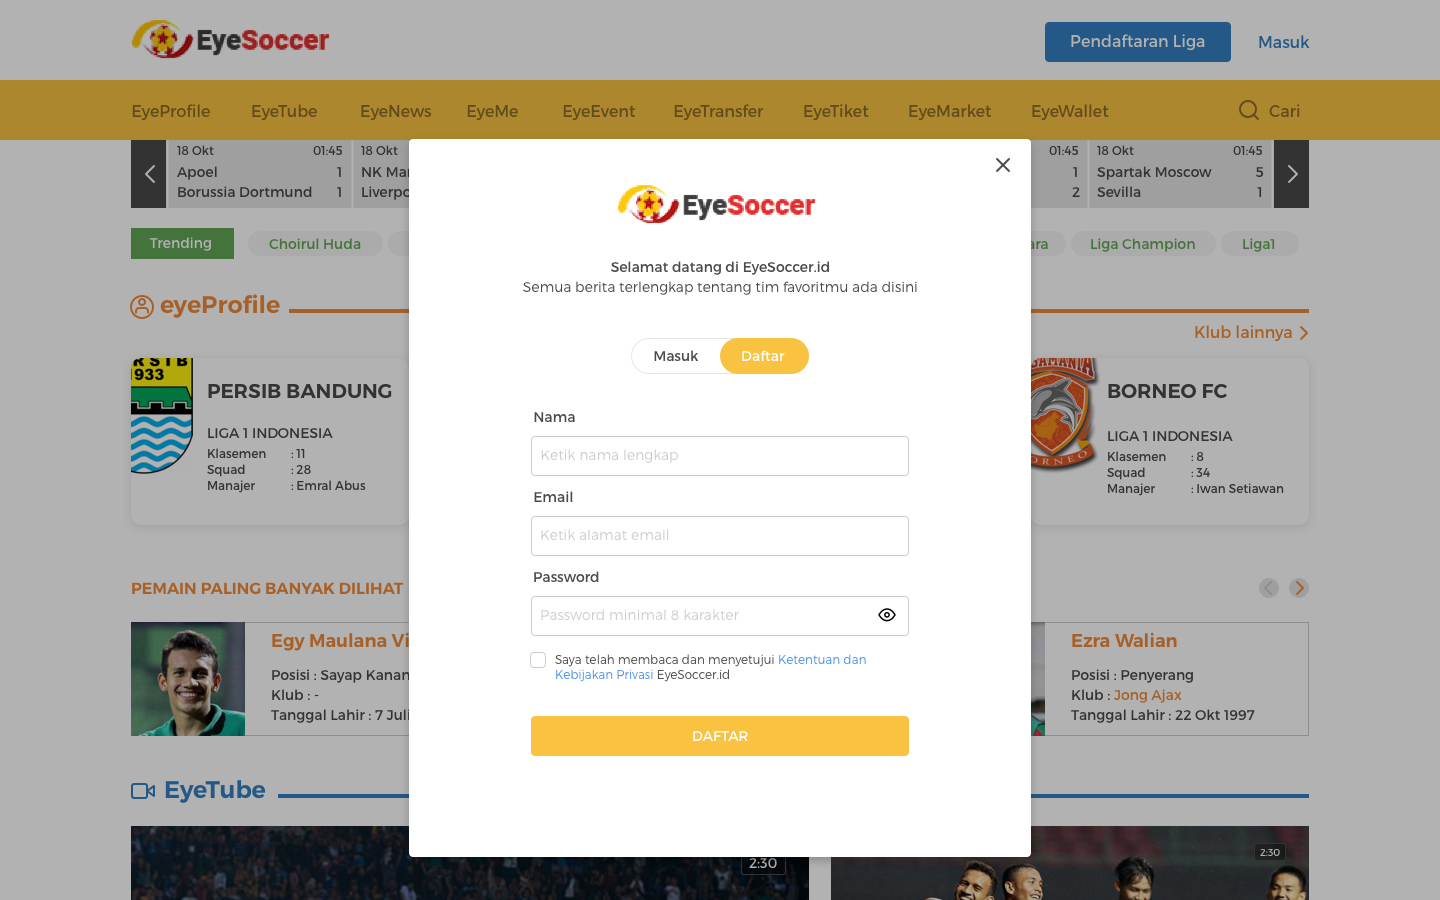 EyeSoccer
Pendaftaran Liga
Masuk
EyeProfile
EyeTube
EyeNews
EyeMe
EyeEvent
EyeTransfer
EyeTiket
EyeMarket
EyeWallet
Cari
18 Okt 01:45
Apoel 1
Borussia Dortmund 1
18 Okt
NK Mar
Liverpo
01:45
1
2
18 Okt 01:45
Spartak Moscow 5
Sevilla 1
Trending
Choirul Huda
ara
Liga Champion
Liga1
eyeProfile
Klub lainnya
R STB
1933
PERSIB BANDUNG
LIGA 1 INDONESIA
Klasemen : 11
Squad : 28
Manajer : Emral Abus
BORNEO
BORNEO FC
LIGA 1 INDONESIA
Klasemen : 8
Squad : 34
Manajer : Iwan Setiawan
EyeSoccer
Selamat datang di EyeSoccer.id
Semua berita terlengkap tentang tim favoritmu ada disini
Masuk
Daftar
Nama
Ketik nama lengkap
Email
Ketik alamat email
Password
Password minimal 8 karakter
Saya telah membaca dan menyetujui Ketentuan dan
Kebijakan Privasi EyeSoccer.id
DAFTAR
PEMAIN PALING BANYAK DILIHAT
Egy Maulana Vi
Posisi : Sayap Kanan
Klub : -
Tanggal Lahir : 7 Juli
Ezra Walian
Posisi : Penyerang
Klub : Jong Ajax
Tanggal Lahir : 22 Okt 1997
EyeTube
2:30
2:30